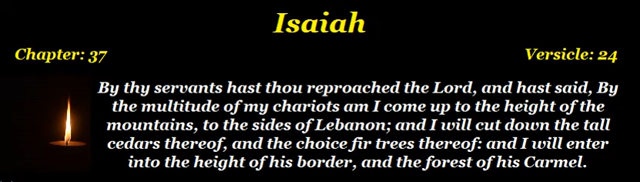 Isaiah
Chapter: 37
Versicle: 24
By thy servants hast thou reproached the Lord, and hast said, By
the multitude of my chariots am I come up to the height of the
mountains, to the sides of Lebanon; and I will cut down the tall
cedars thereof, and the choice fir trees thereof: and I will enter
into the height of his border, and the forest of his Carmel.